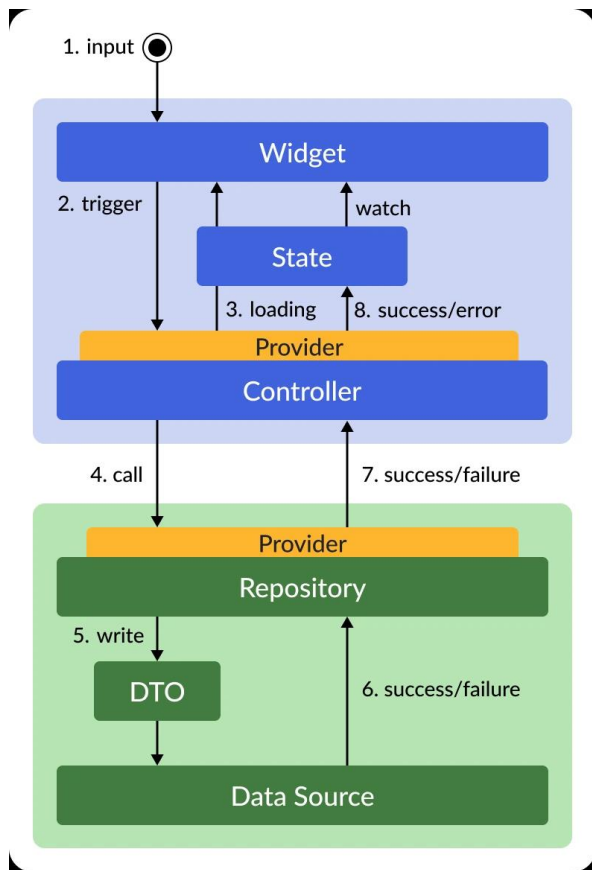 1. input
Widget
2. trigger
watch
State
3. loading
8. success/error
Provider
Controller
4. call
7. success/failure
Provider
Repository
5. write
DTO
6. success/failure
Data Source